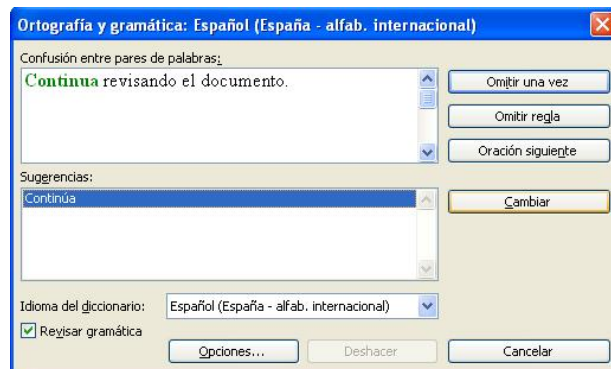 Ortografía y gramática: Español (España - alfab. internacional)
Confusión entre pares de palabras:
Continua revisando el documento.
Omitir una vez
Omitir regla
Oración siguiente
Sugerencias:
Continúa
Cambiar
Idioma del diccionario: Español (España - alfab. internacional)
Revisar gramática
Opciones... Deshacer Cancelar